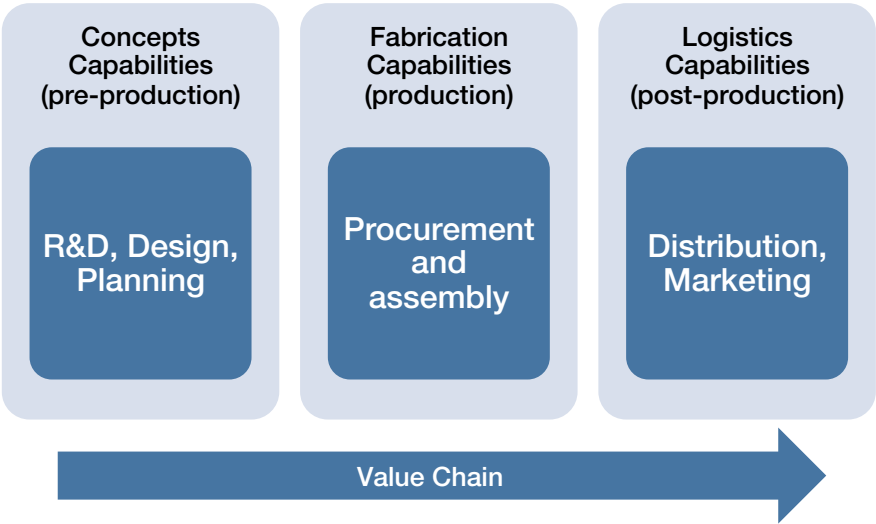 Concepts
Capabilities
(pre-production)
R&D, Design,
Planning
Fabrication
Capabilities
(production)
Procurement
and
assembly
Logistics
Capabilities
(post-production)
Distribution,
Marketing
Value Chain